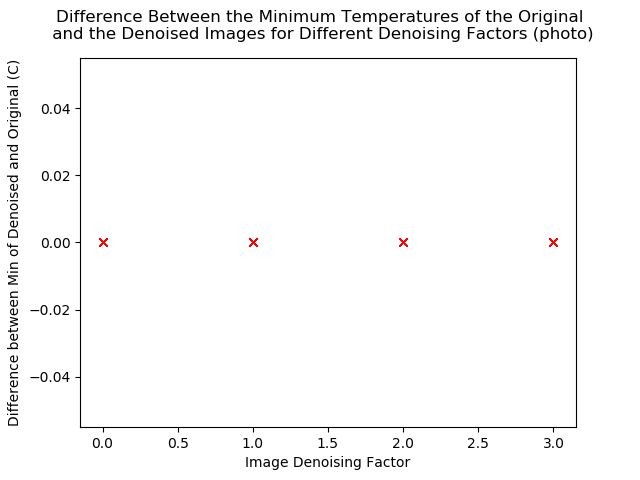 Difference Between the Minimum Temperatures of the Original
and the Denoised Images for Different Denoising Factors (photo)
Difference between Min of Denoised and Original (C)
0.04
0.02
0.00
−0.02
−0.04
0.0 0.5 1.0 1.5 2.0 2.5 3.0
Image Denoising Factor